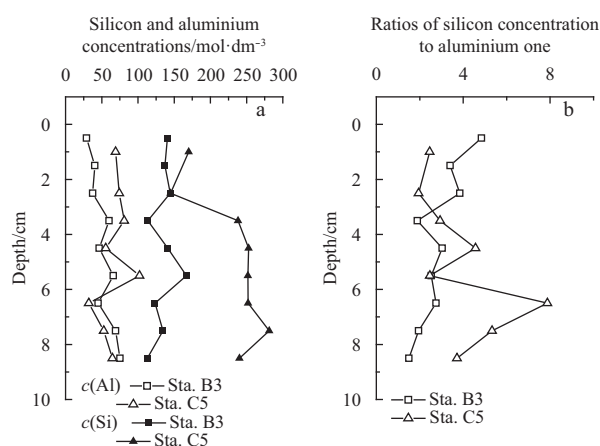 Silicon and aluminium
concentrations/mol·dm⁻³
0 50 100 150 200 250 300
a
0
2
4
6
8
10
Depth/cm
c(Al) Sta. B3
Sta. C5
c(Si) Sta. B3
Sta. C5
Ratios of silicon concentration
to aluminium one
0 4 8
b
0
2
4
6
8
10
Depth/cm
Sta. B3
Sta. C5